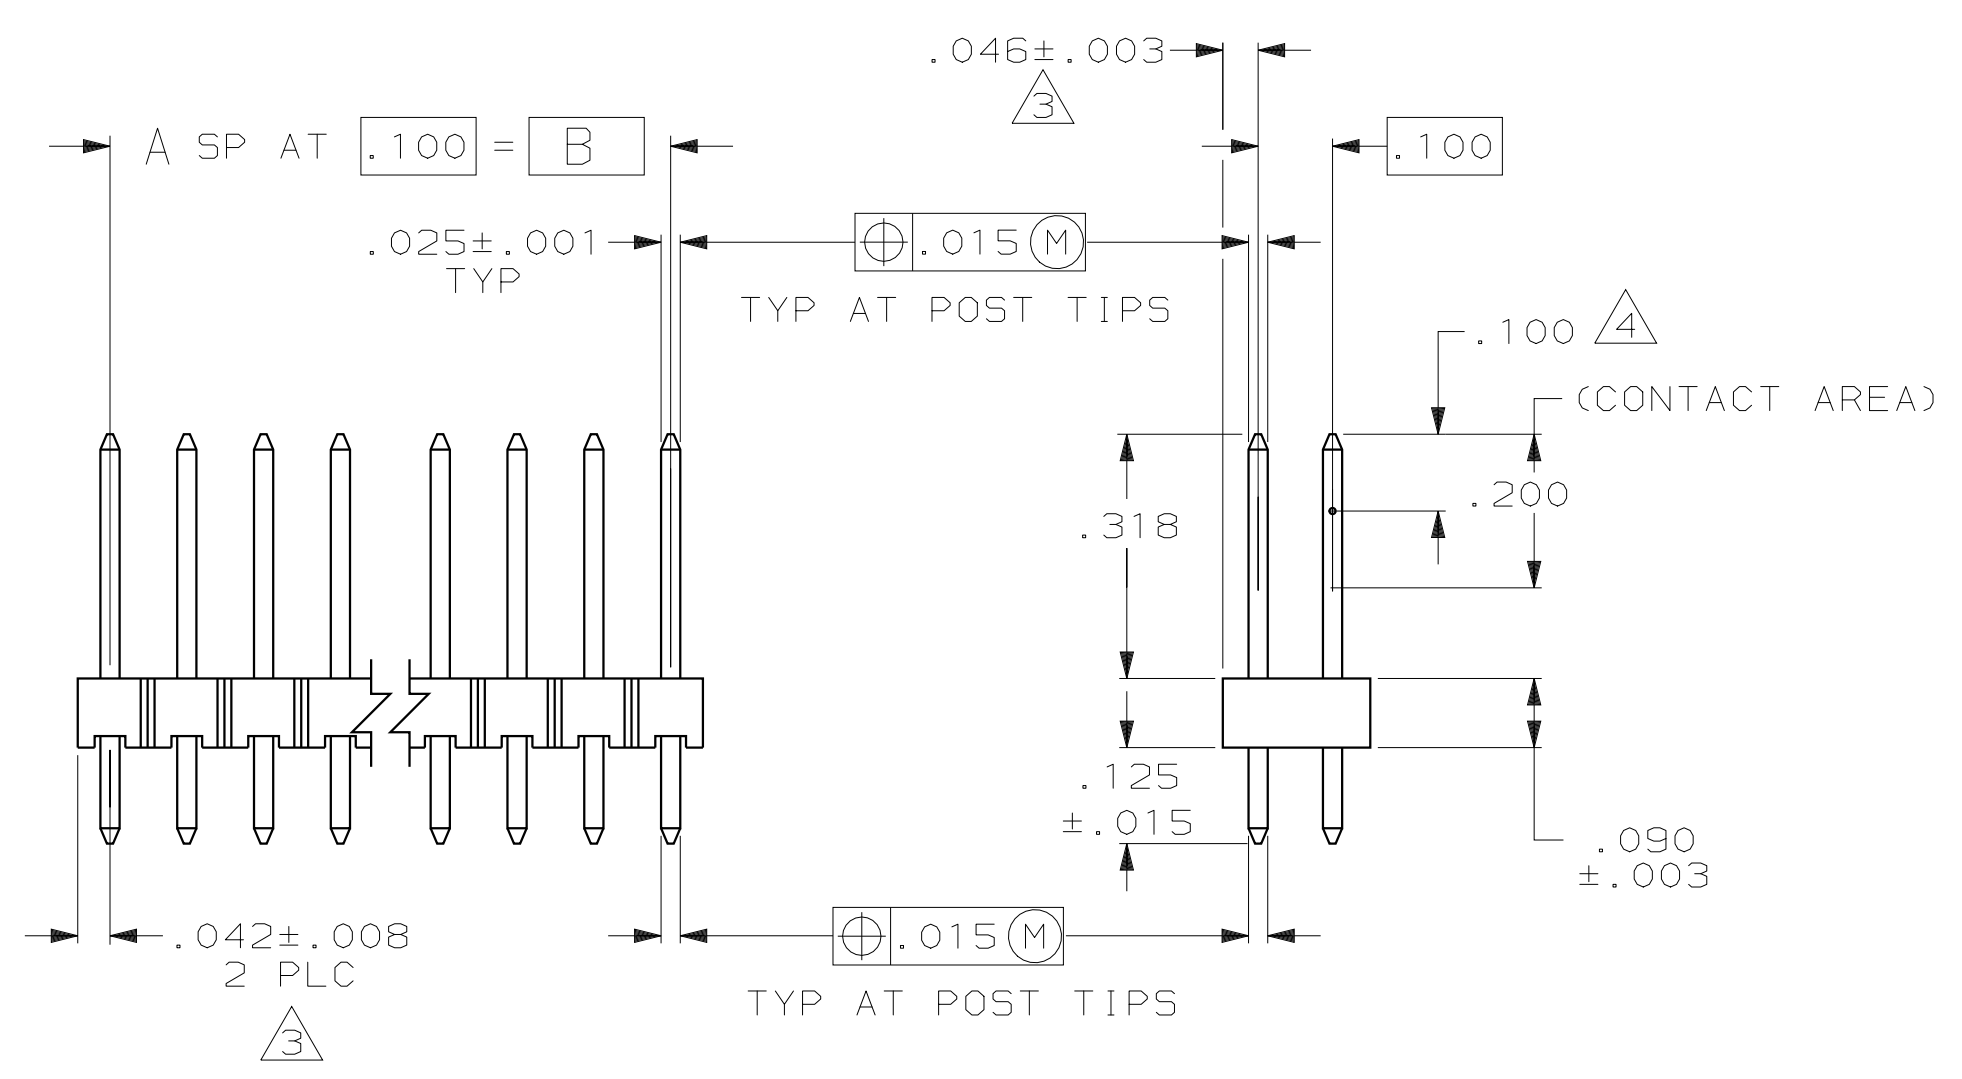 .046±.003
3
A SP AT .100 = B
.100
.025±.001
TYP
⌖ .015 Ⓜ
TYP AT POST TIPS
.100 4
(CONTACT AREA)
.200
.318
.125
±.015
.090
±.003
.042±.008
2 PLC
3
⌖ .015 Ⓜ
TYP AT POST TIPS